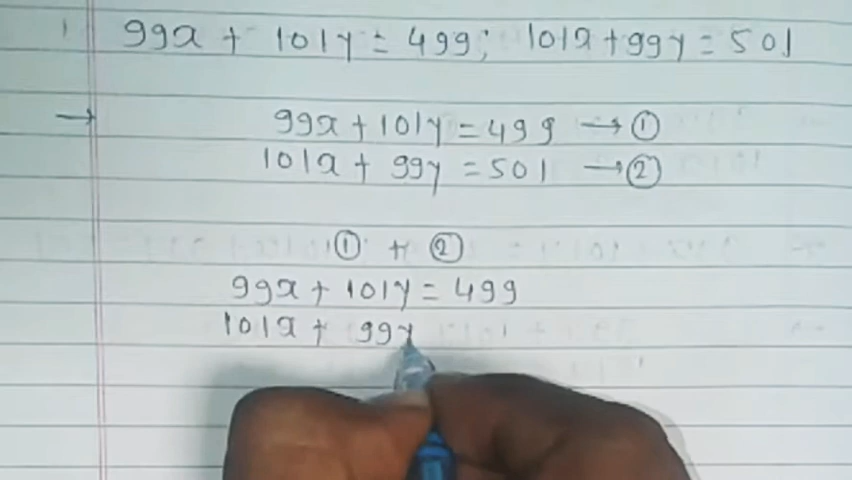 1 99x + 101y = 499; 101x + 99y = 501
→ 99x + 101y = 499 → ①
101x + 99y = 501 → ②
① + ②
99x + 101y = 499
101x + 99y